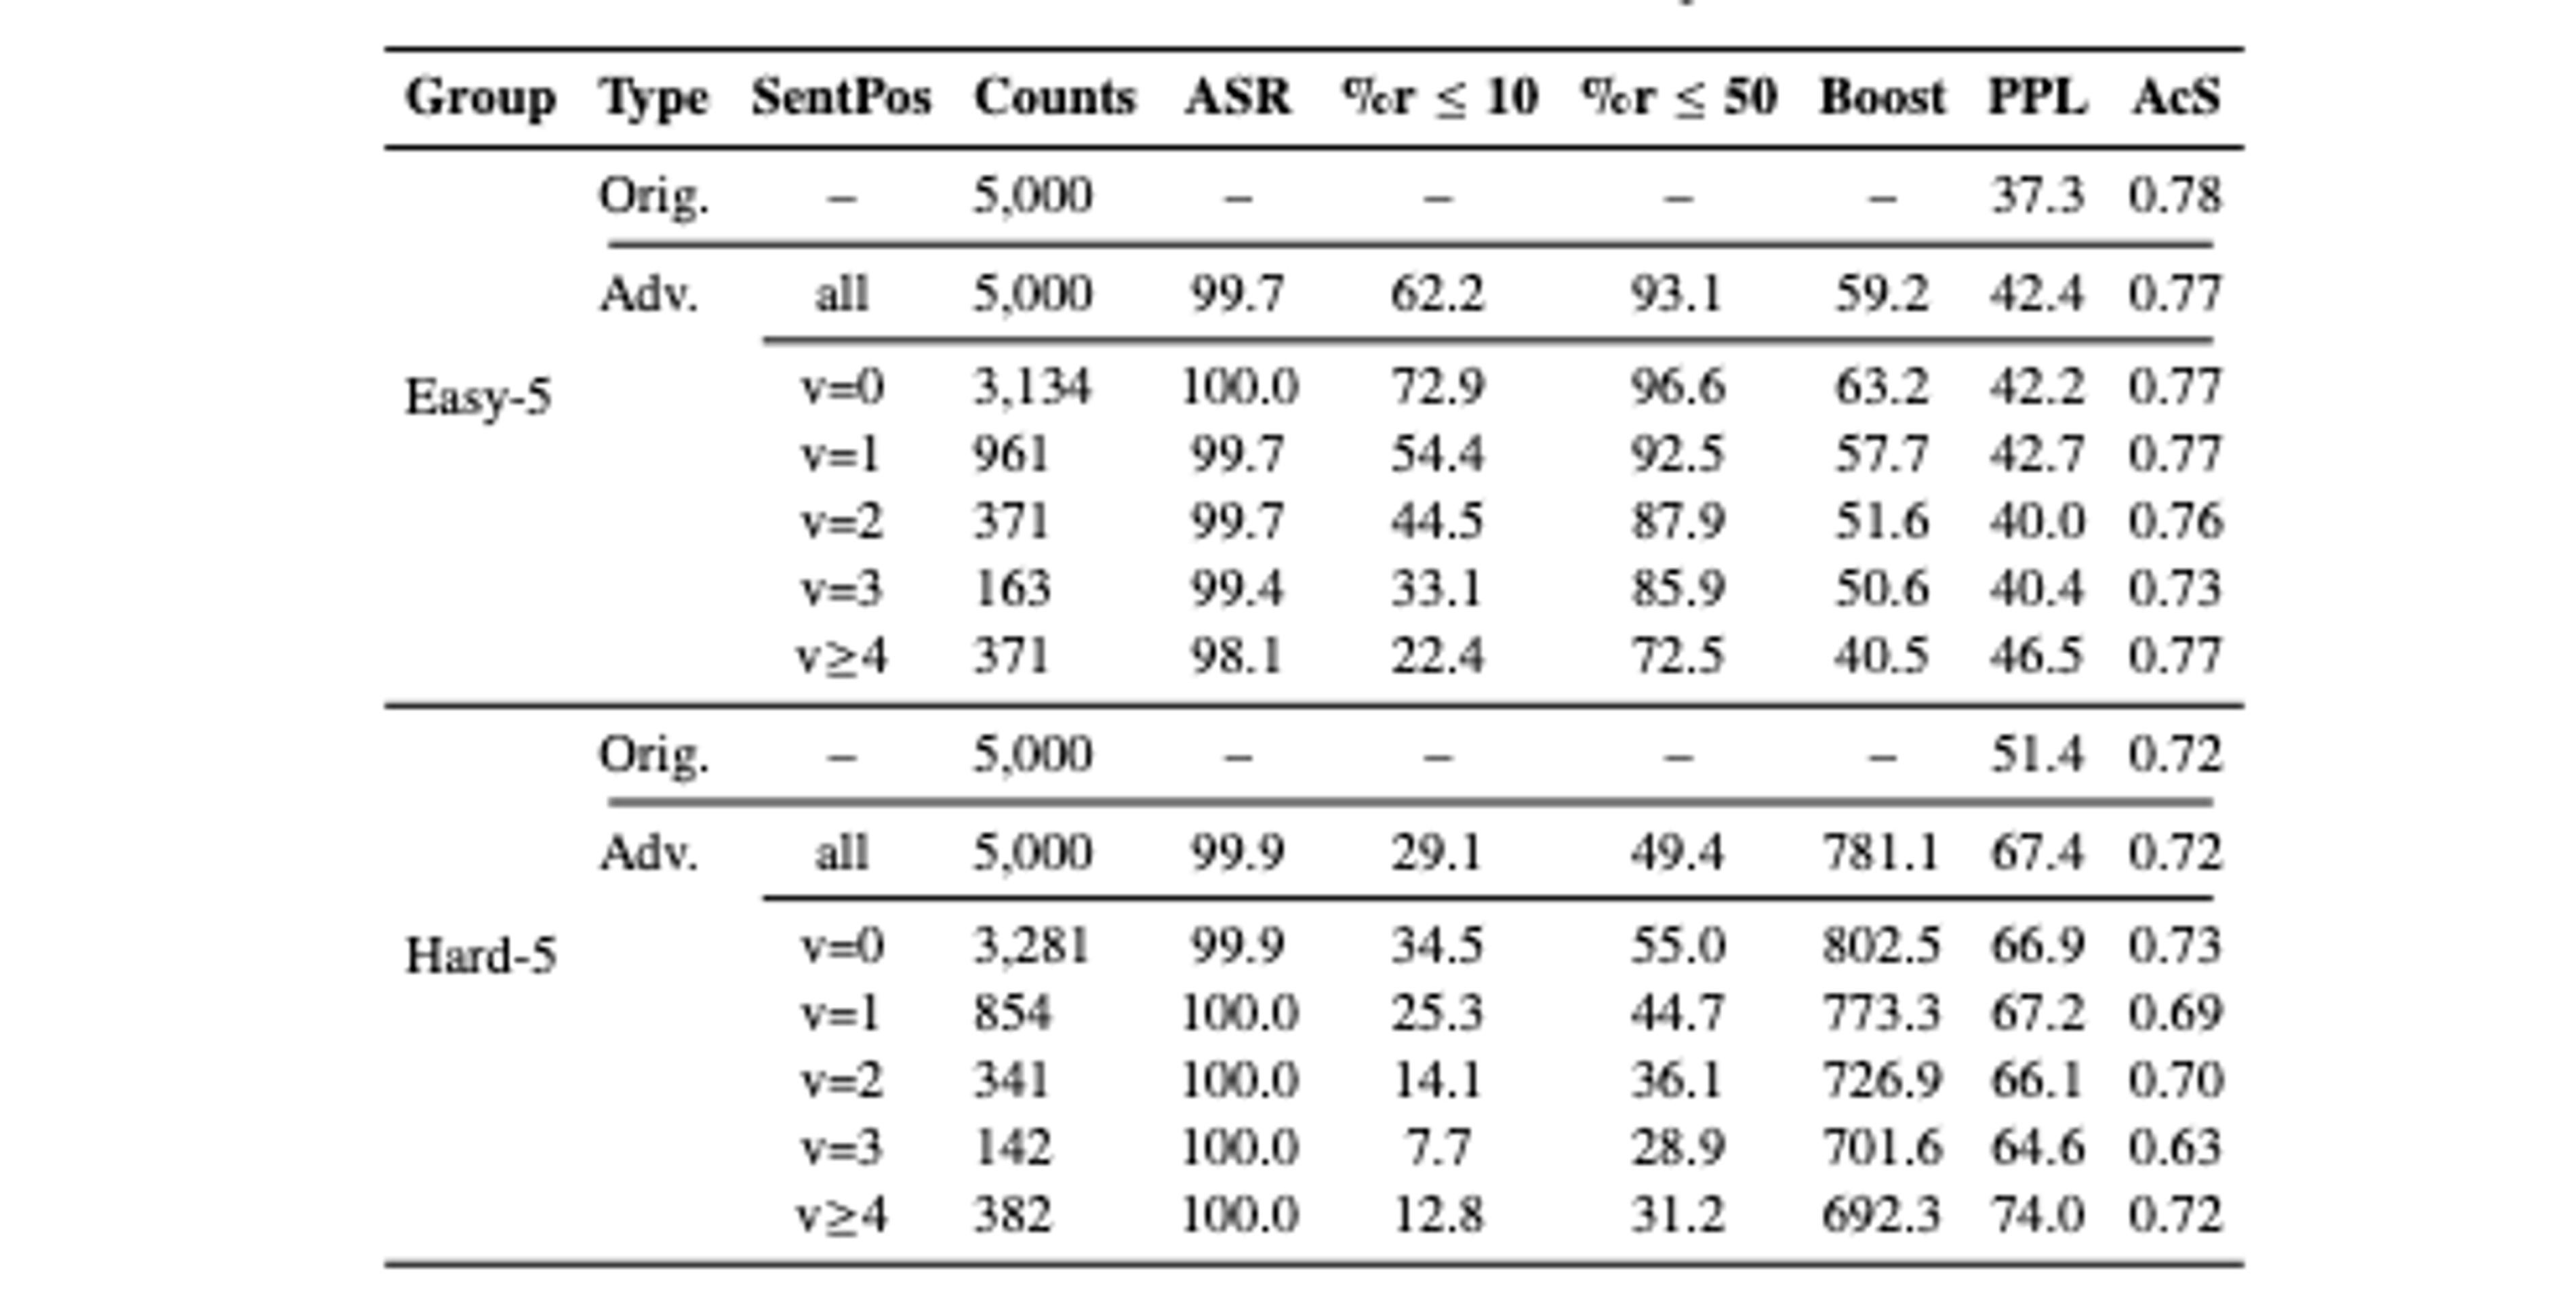 Group Type SentPos Counts ASR %r ≤ 10 %r ≤ 50 Boost PPL AcS
Orig. – 5,000 – – – – 37.3 0.78
Adv. all 5,000 99.7 62.2 93.1 59.2 42.4 0.77
Easy-5 v=0 3,134 100.0 72.9 96.6 63.2 42.2 0.77
v=1 961 99.7 54.4 92.5 57.7 42.7 0.77
v=2 371 99.7 44.5 87.9 51.6 40.0 0.76
v=3 163 99.4 33.1 85.9 50.6 40.4 0.73
v≥4 371 98.1 22.4 72.5 40.5 46.5 0.77
Orig. – 5,000 – – – – 51.4 0.72
Adv. all 5,000 99.9 29.1 49.4 781.1 67.4 0.72
Hard-5 v=0 3,281 99.9 34.5 55.0 802.5 66.9 0.73
v=1 854 100.0 25.3 44.7 773.3 67.2 0.69
v=2 341 100.0 14.1 36.1 726.9 66.1 0.70
v=3 142 100.0 7.7 28.9 701.6 64.6 0.63
v≥4 382 100.0 12.8 31.2 692.3 74.0 0.72